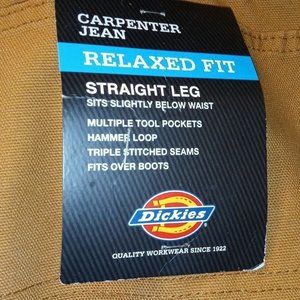 CARPENTER
JEAN
RELAXED FIT
STRAIGHT LEG
SITS SLIGHTLY BELOW WAIST
MULTIPLE TOOL POCKETS
HAMMER LOOP
TRIPLE STITCHED SEAMS
FITS OVER BOOTS
Dickies
QUALITY WORKWEAR SINCE 1922